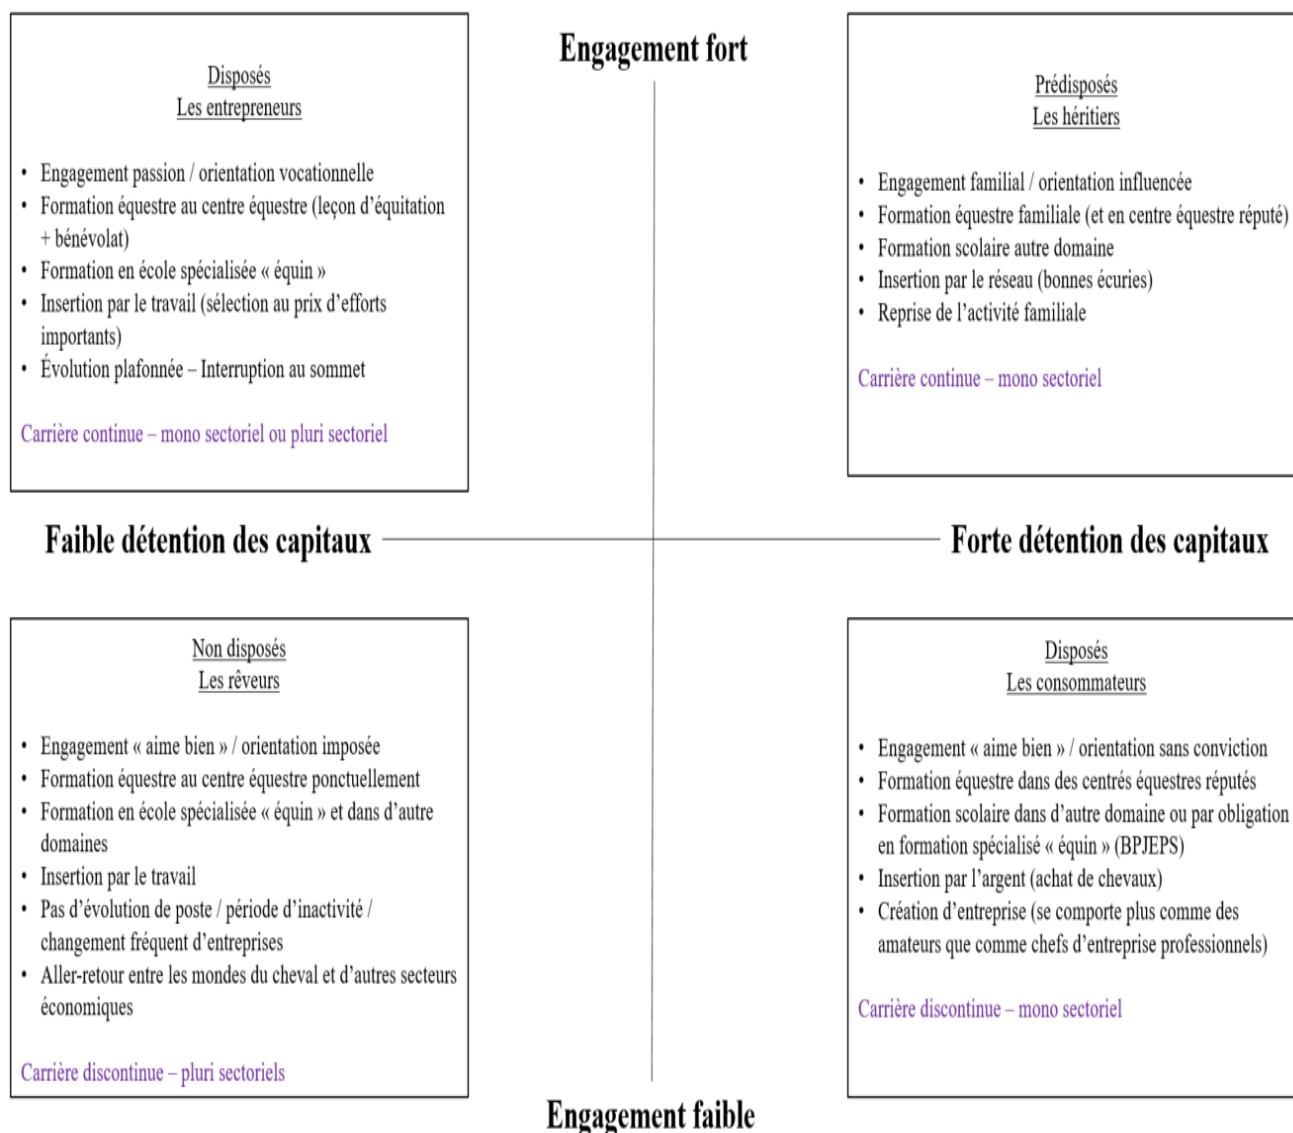 Engagement fort
Disposés
Les entrepreneurs
• Engagement passion / orientation vocationnelle
• Formation équestre au centre équestre (leçon d’équitation
+ bénévolat)
• Formation en école spécialisée « équin »
• Insertion par le travail (sélection au prix d’efforts
importants)
• Évolution plafonnée – Interruption au sommet
Carrière continue – mono sectoriel ou pluri sectoriel
Prédisposés
Les héritiers
• Engagement familial / orientation influencée
• Formation équestre familiale (et en centre équestre réputé)
• Formation scolaire autre domaine
• Insertion par le réseau (bonnes écuries)
• Reprise de l’activité familiale
Carrière continue – mono sectoriel
Faible détention des capitaux
Forte détention des capitaux
Non disposés
Les rêveurs
• Engagement « aime bien » / orientation imposée
• Formation équestre au centre équestre ponctuellement
• Formation en école spécialisée « équin » et dans d’autre
domaines
• Insertion par le travail
• Pas d’évolution de poste / période d’inactivité /
changement fréquent d’entreprises
• Aller-retour entre les mondes du cheval et d’autres secteurs
économiques
Carrière discontinue – pluri sectoriels
Disposés
Les consommateurs
• Engagement « aime bien » / orientation sans conviction
• Formation équestre dans des centrés équestres réputés
• Formation scolaire dans d’autre domaine ou par obligation
en formation spécialisé « équin » (BPJEPS)
• Insertion par l’argent (achat de chevaux)
• Création d’entreprise (se comporte plus comme des
amateurs que comme chefs d’entreprise professionnels)
Carrière discontinue – mono sectoriel
Engagement faible